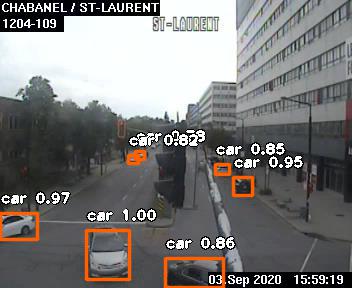 CHABANEL / ST-LAURENT
1204-109
ST-LAURENT
car 0.82
car 0.85
car 0.95
car 0.97
car 1.00
car 0.86
03 Sep 2020 15:59:19